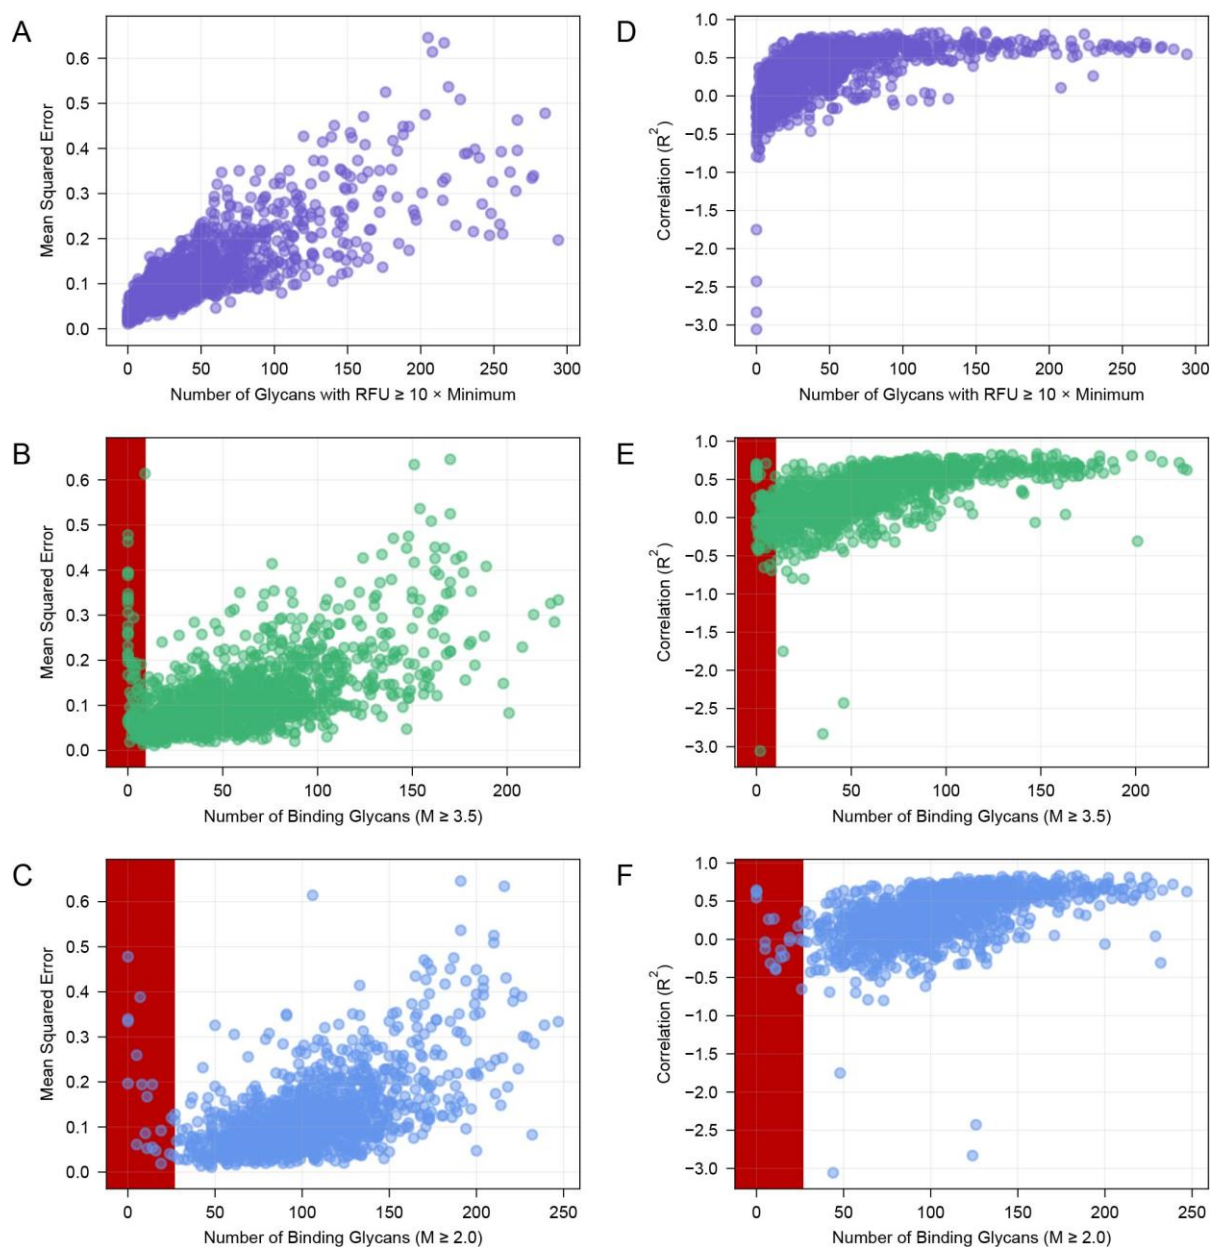 A
Mean Squared Error
0.6
0.5
0.4
0.3
0.2
0.1
0.0
0 50 100 150 200 250 300
Number of Glycans with RFU ≥ 10 × Minimum
D
Correlation (R²)
1.0
0.5
0.0
−0.5
−1.0
−1.5
−2.0
−2.5
−3.0
0 50 100 150 200 250 300
Number of Glycans with RFU ≥ 10 × Minimum
B
Mean Squared Error
0.6
0.5
0.4
0.3
0.2
0.1
0.0
0 50 100 150 200
Number of Binding Glycans (M ≥ 3.5)
E
Correlation (R²)
1.0
0.5
0.0
−0.5
−1.0
−1.5
−2.0
−2.5
−3.0
0 50 100 150 200
Number of Binding Glycans (M ≥ 3.5)
C
Mean Squared Error
0.6
0.5
0.4
0.3
0.2
0.1
0.0
0 50 100 150 200 250
Number of Binding Glycans (M ≥ 2.0)
F
Correlation (R²)
1.0
0.5
0.0
−0.5
−1.0
−1.5
−2.0
−2.5
−3.0
0 50 100 150 200 250
Number of Binding Glycans (M ≥ 2.0)